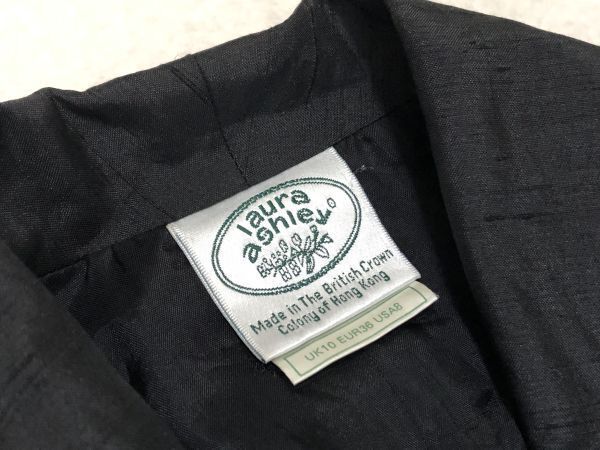 laura
ashley
Made in The British Crown
Colony of Hong Kong
UK10 EUR36 USA8